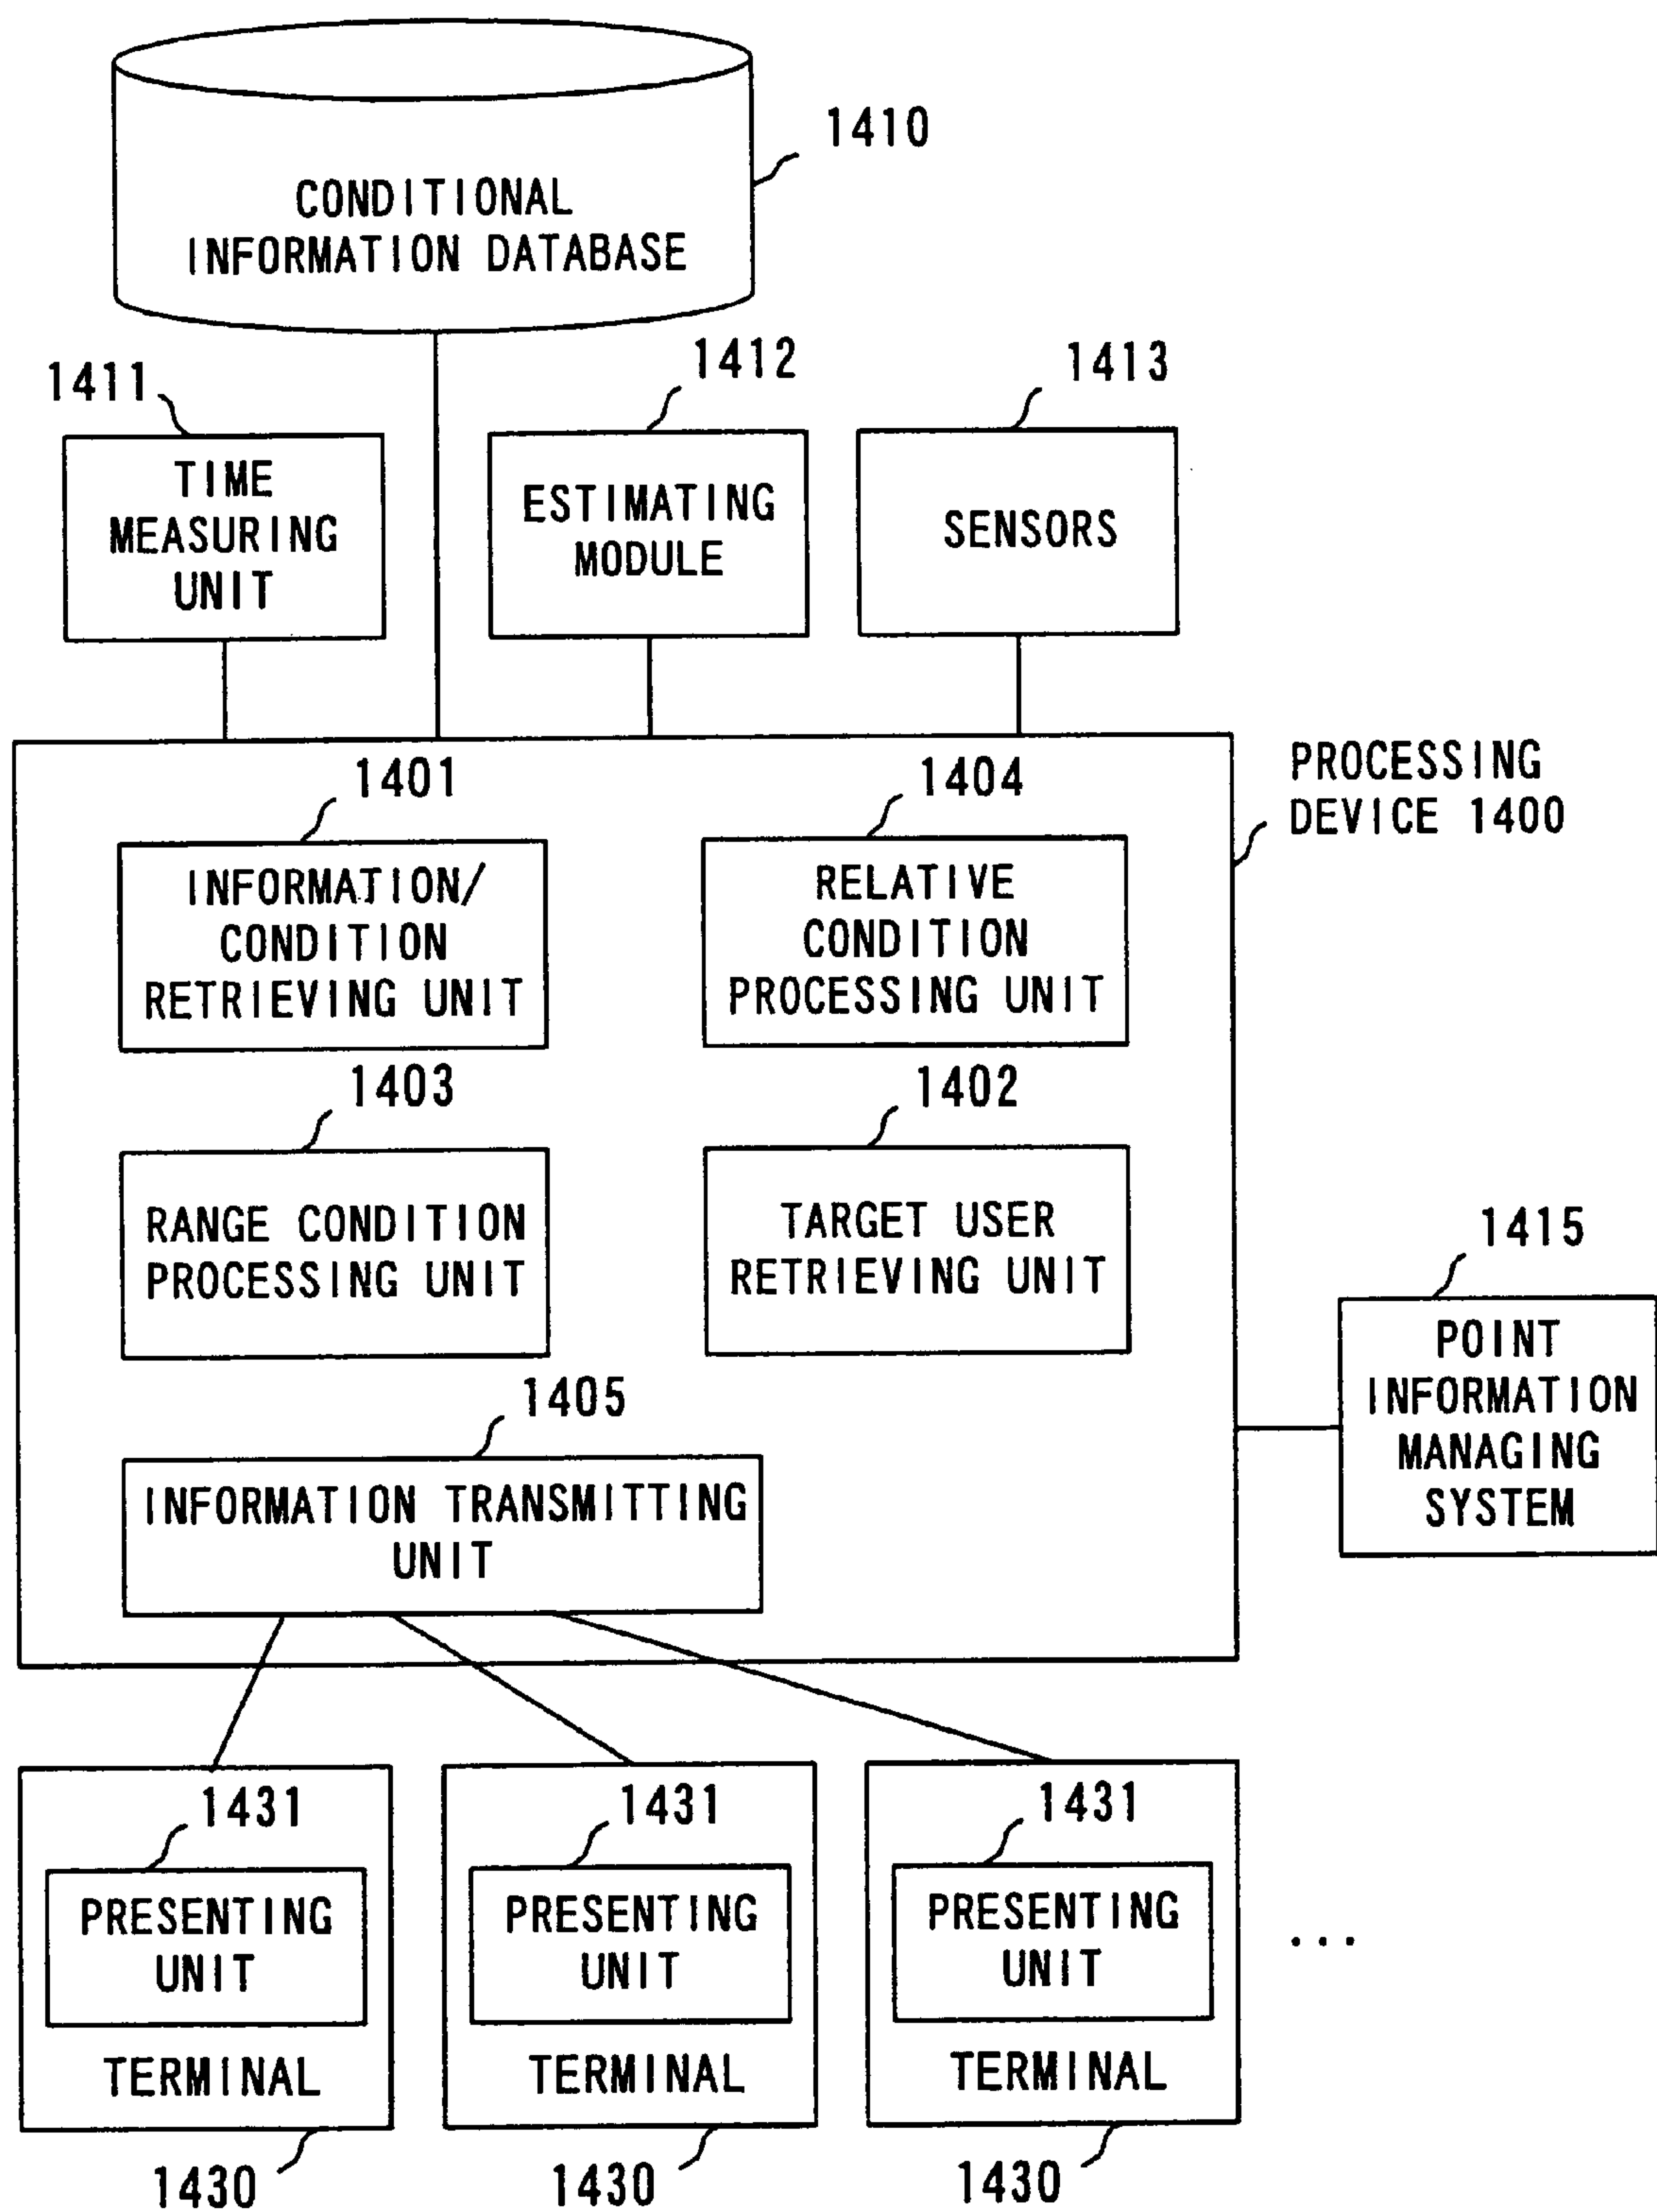 1410
CONDITIONAL
INFORMATION DATABASE
1411
1412
1413
TIME
MEASURING
UNIT
ESTIMATING
MODULE
SENSORS
PROCESSING
DEVICE 1400
1401
1404
INFORMATION/
CONDITION
RETRIEVING UNIT
RELATIVE
CONDITION
PROCESSING UNIT
1403
1402
RANGE CONDITION
PROCESSING UNIT
TARGET USER
RETRIEVING UNIT
1415
POINT
INFORMATION
MANAGING
SYSTEM
1405
INFORMATION TRANSMITTING
UNIT
1431
PRESENTING
UNIT
TERMINAL
1430
1431
PRESENTING
UNIT
TERMINAL
1430
1431
PRESENTING
UNIT
TERMINAL
1430
...